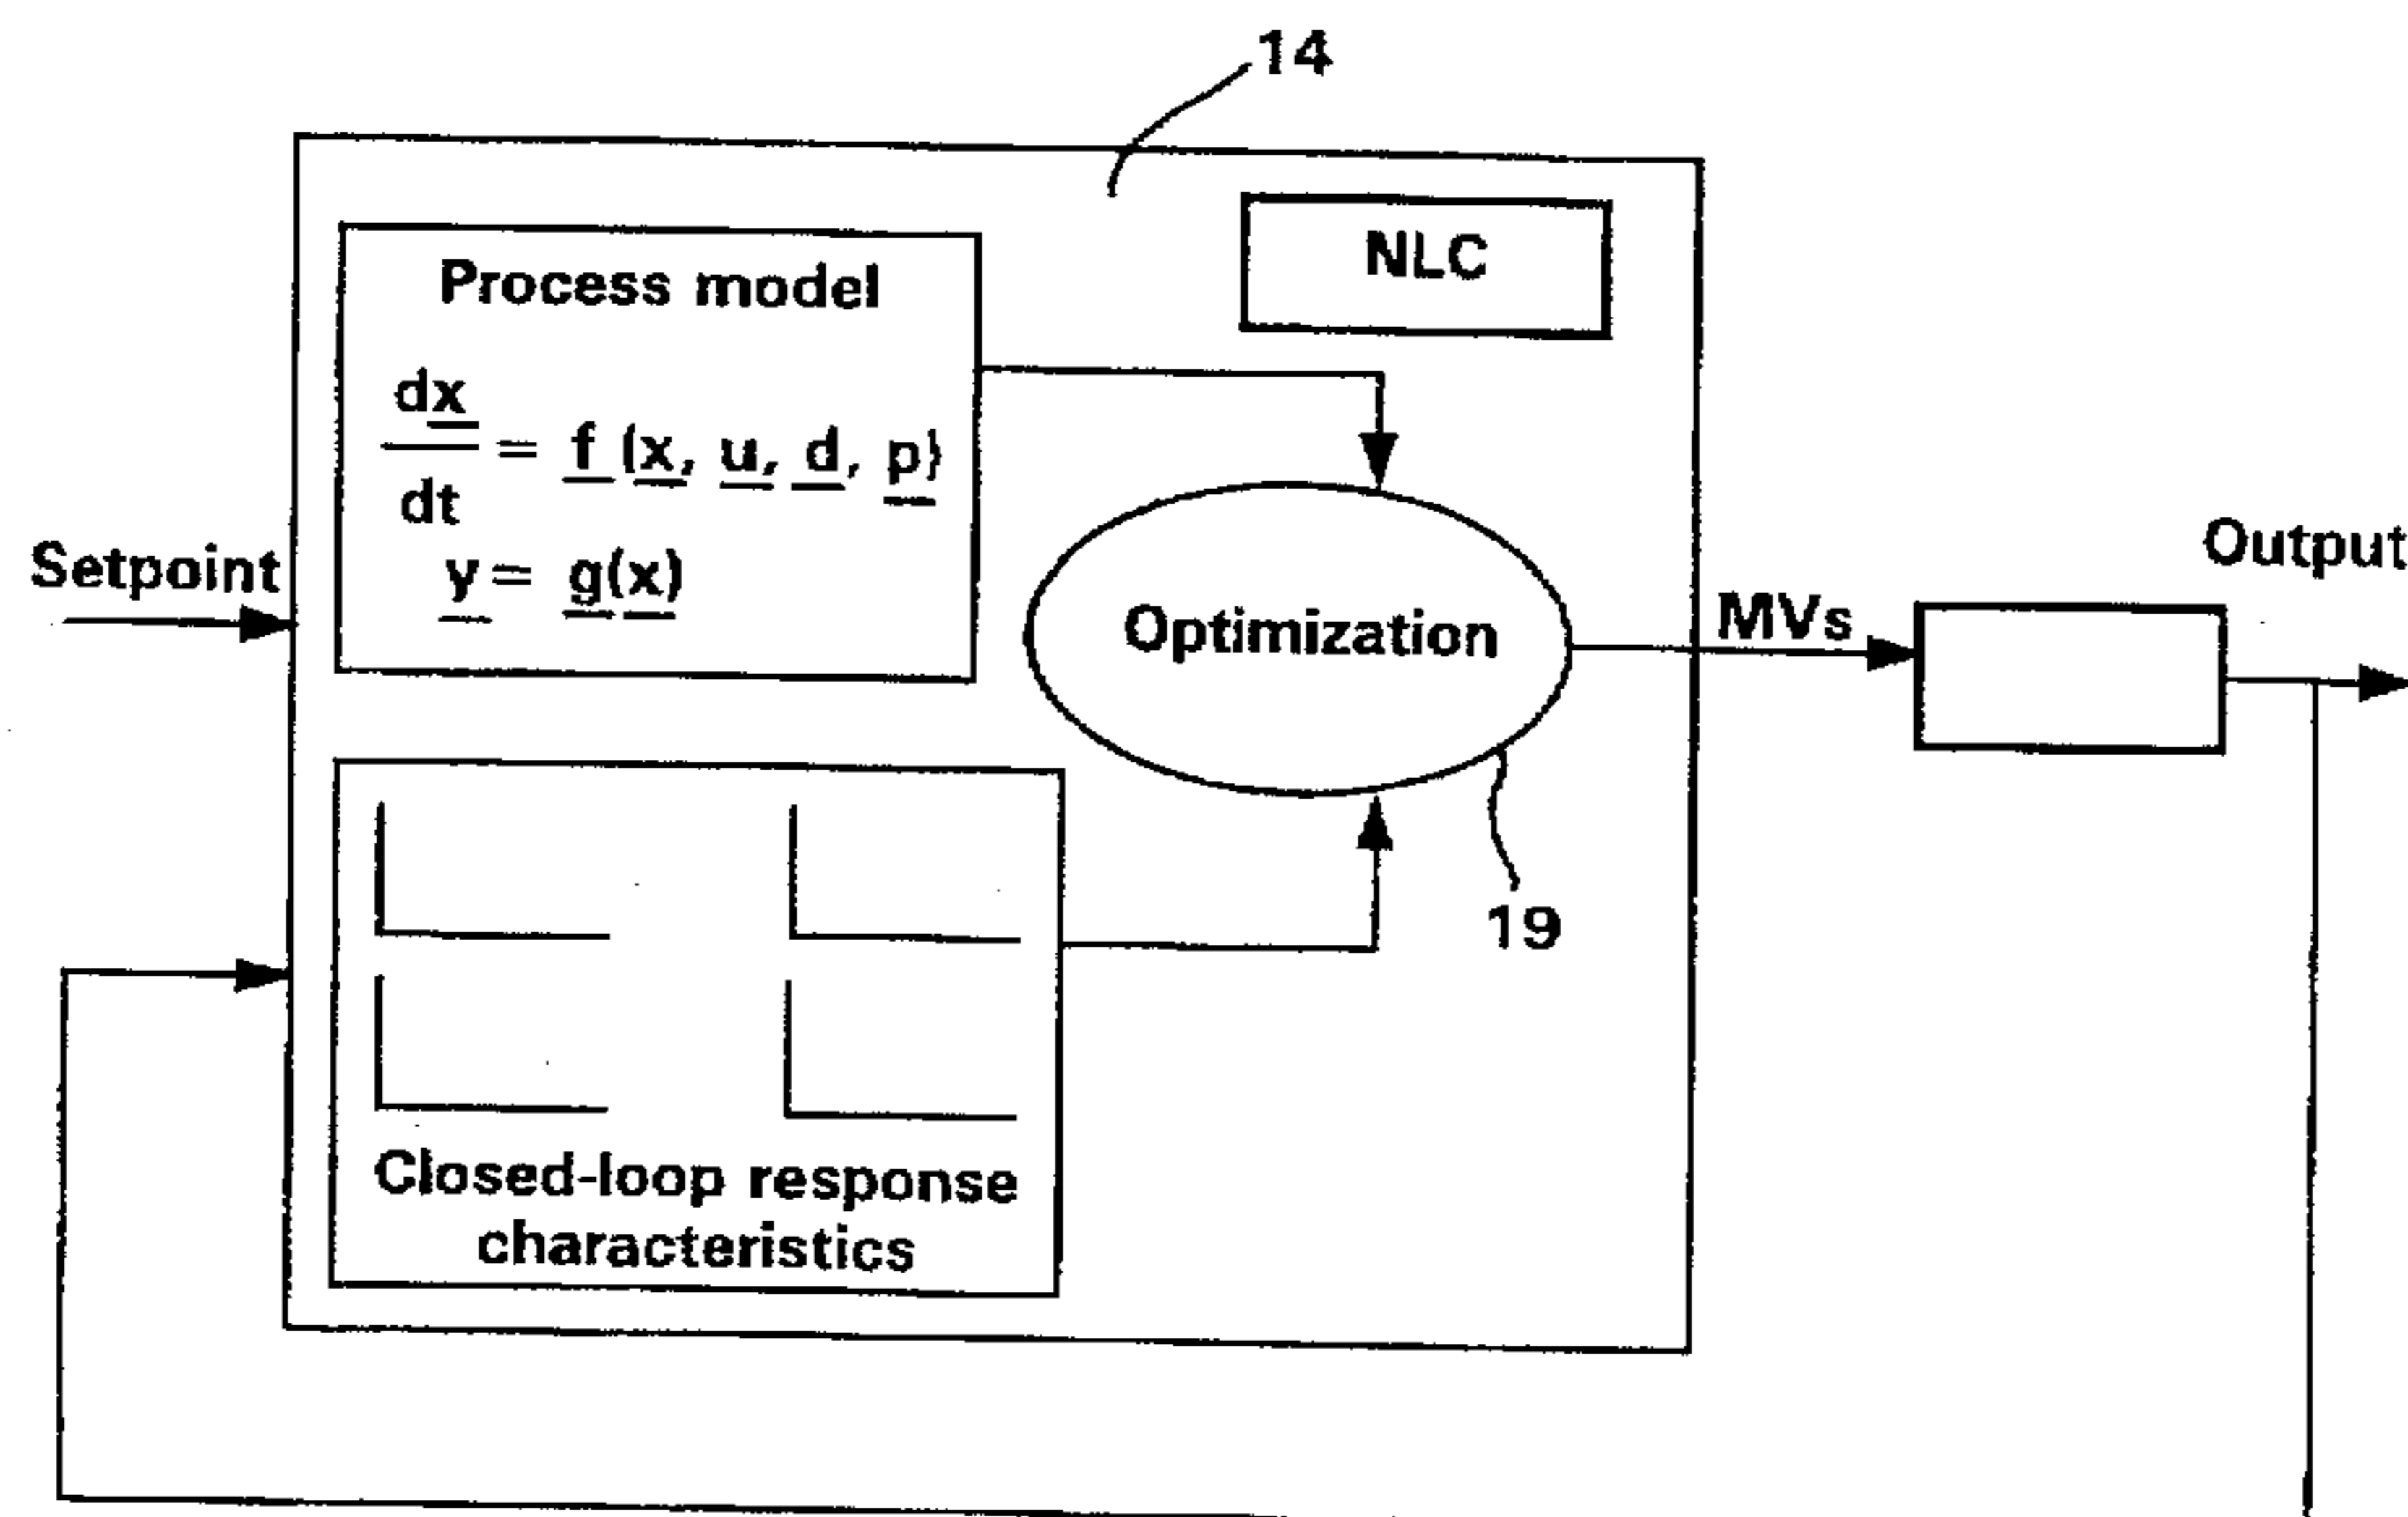 14
NLC
Process model
dx
dt
= f (x, u, d, p)
y = g(x)
Setpoint
Optimization
MVs
Output
19
Closed-loop response
characteristics